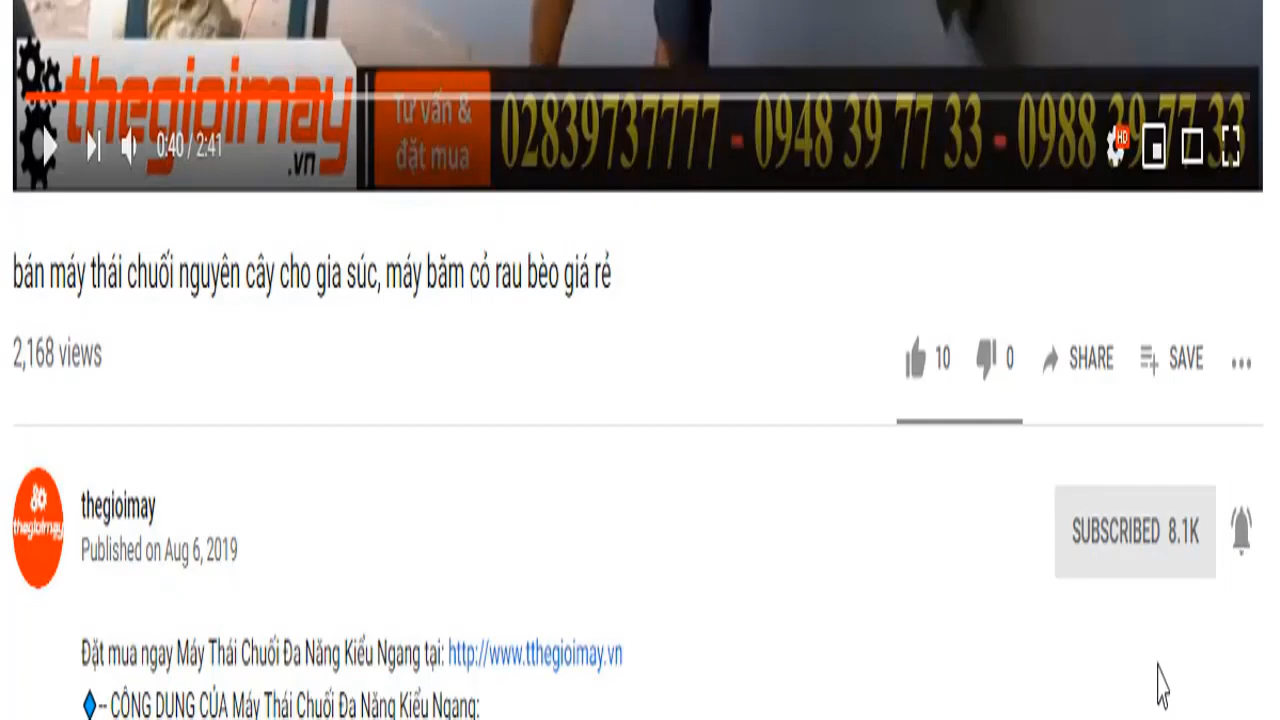 thegioimay
.vn
Tư vấn &
đặt mua
02839737777 - 0948 39 77 33 - 0988 39 77 33
HD
0:40 / 2:41
bán máy thái chuối nguyên cây cho gia súc, máy băm cỏ rau bèo giá rẻ
2,168 views
10 0 SHARE SAVE
thegioimay
thegioimay
Published on Aug 6, 2019
SUBSCRIBED 8.1K
Đặt mua ngay Máy Thái Chuối Đa Năng Kiểu Ngang tại: http://www.tthegioimay.vn
-- CÔNG DỤNG CỦA Máy Thái Chuối Đa Năng Kiểu Ngang: